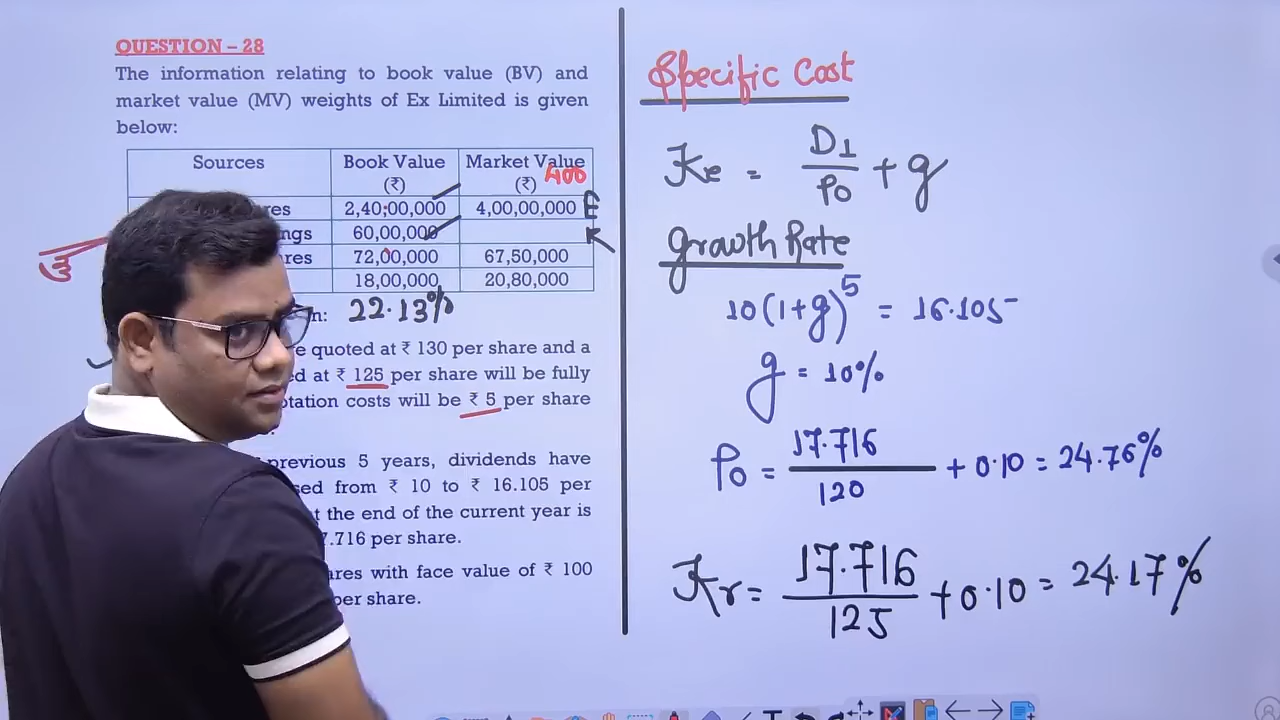 QUESTION – 28
The information relating to book value (BV) and
market value (MV) weights of Ex Limited is given
below:
Sources Book Value (₹) Market Value (₹)
400
res 2,40,00,000 4,00,00,000 E
ngs 60,00,000
res 72,00,000 67,50,000
18,00,000 20,80,000
n: 22.13%
e quoted at ₹ 130 per share and a
d at ₹ 125 per share will be fully
tation costs will be ₹ 5 per share
previous 5 years, dividends have
sed from ₹ 10 to ₹ 16.105 per
t the end of the current year is
7.716 per share.
res with face value of ₹ 100
per share.
Specific Cost
Ke = D1/P0 + g
growth Rate
10(1+g)^5 = 16.105
g = 10%
P0 = 17.716/120 + 0.10 = 24.76%
Kr = 17.716/125 + 0.10 = 24.17%